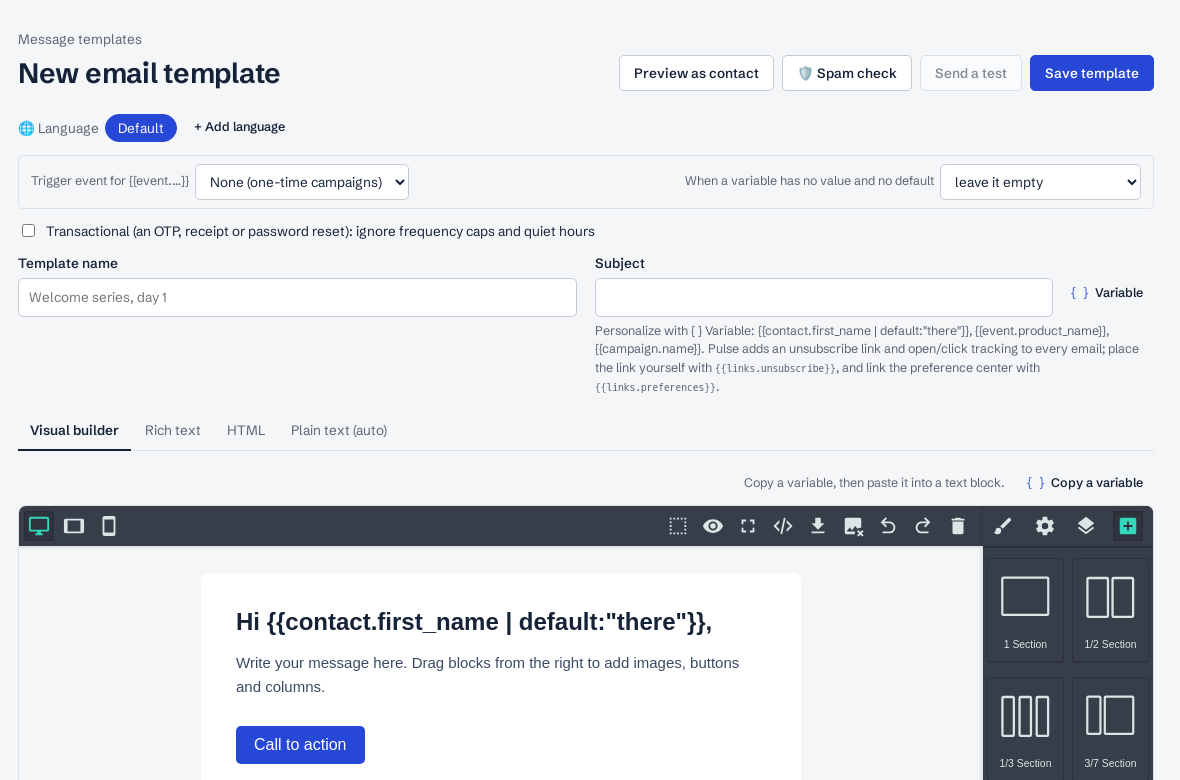 Message templates
New email template
Preview as contact
Spam check
Send a test
Save template
Language
Default
+ Add language
Trigger event for {{event.…}}
None (one-time campaigns)
When a variable has no value and no default
leave it empty
Transactional (an OTP, receipt or password reset): ignore frequency caps and quiet hours
Template name
Subject
Welcome series, day 1
{ } Variable
Personalize with { } Variable: {{contact.first_name | default:"there"}}, {{event.product_name}},
{{campaign.name}}. Pulse adds an unsubscribe link and open/click tracking to every email; place
the link yourself with {{links.unsubscribe}}, and link the preference center with
{{links.preferences}}.
Visual builder
Rich text
HTML
Plain text (auto)
Copy a variable, then paste it into a text block.
{ } Copy a variable
Hi {{contact.first_name | default:"there"}},
Write your message here. Drag blocks from the right to add images, buttons
and columns.
Call to action
1 Section
1/2 Section
1/3 Section
3/7 Section